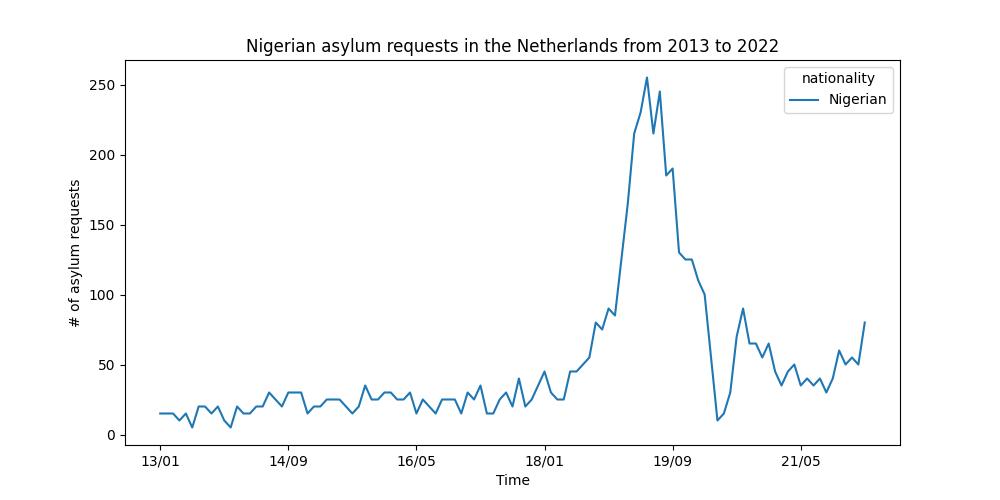 Nigerian asylum requests in the Netherlands from 2013 to 2022
nationality
Nigerian
# of asylum requests
250
200
150
100
50
0
13/01
14/09
16/05
18/01
19/09
21/05
Time